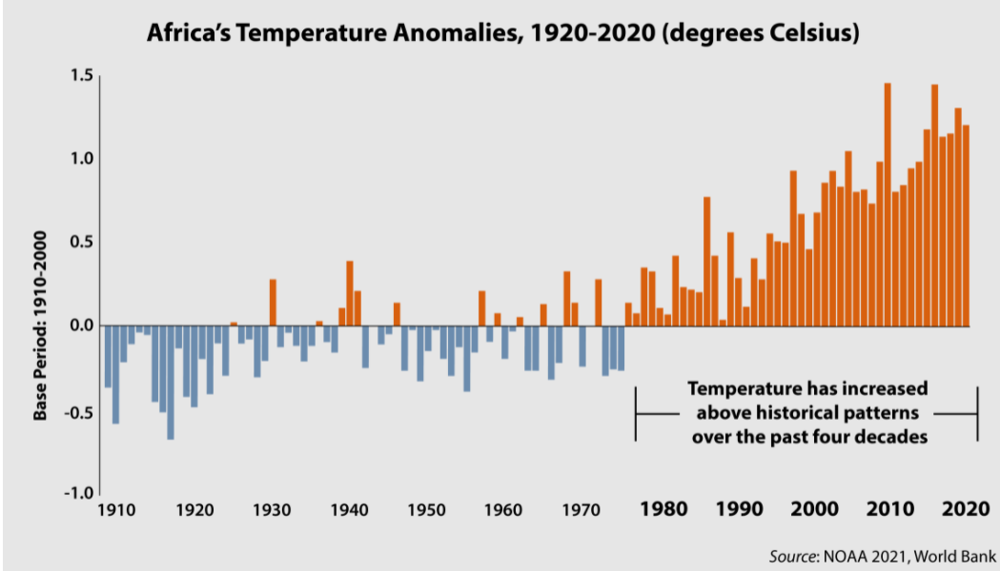 Africa's Temperature Anomalies, 1920-2020 (degrees Celsius)
Base Period: 1910-2000
1.5
1.0
0.5
0.0
-0.5
-1.0
Temperature has increased
above historical patterns
over the past four decades
1910 1920 1930 1940 1950 1960 1970 1980 1990 2000 2010 2020
Source: NOAA 2021, World Bank